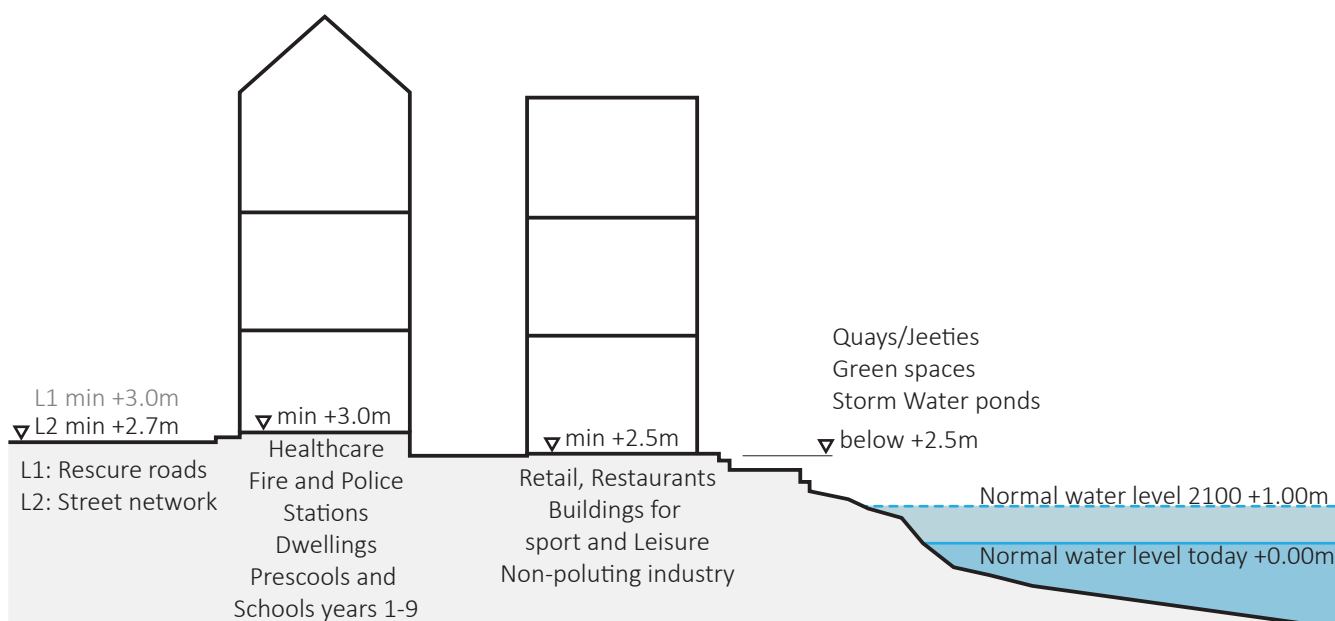 L1 min +3.0m
L2 min +2.7m
L1: Rescure roads
L2: Street network
min +3.0m
Healthcare
Fire and Police
Stations
Dwellings
Prescools and
Schools years 1-9
min +2.5m
Retail, Restaurants
Buildings for
sport and Leisure
Non-poluting industry
Quays/Jeeties
Green spaces
Storm Water ponds
below +2.5m
Normal water level 2100 +1.00m
Normal water level today +0.00m